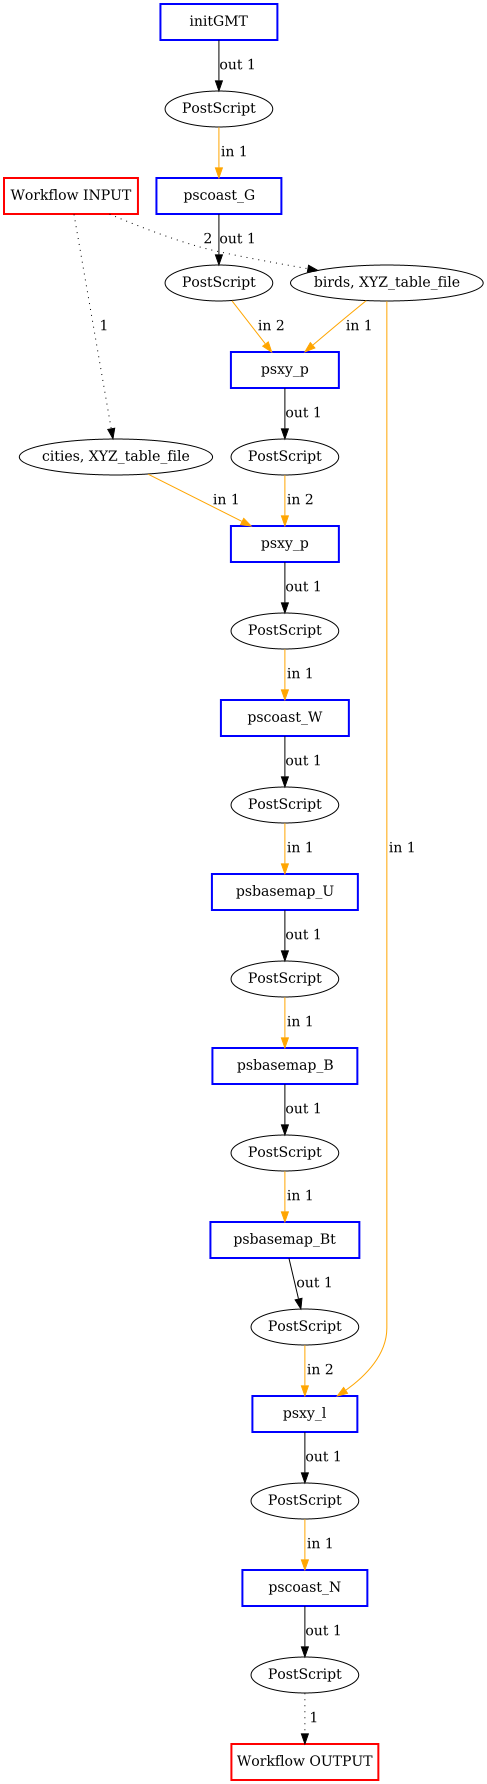 initGMT
out 1
PostScript
in 1
Workflow INPUT
pscoast_G
2
out 1
PostScript
birds, XYZ_table_file
1
in 2
in 1
psxy_p
out 1
cities, XYZ_table_file
PostScript
in 1
in 2
psxy_p
out 1
PostScript
in 1
pscoast_W
out 1
PostScript
in 1
in 1
psbasemap_U
out 1
PostScript
in 1
psbasemap_B
out 1
PostScript
in 1
psbasemap_Bt
out 1
PostScript
in 2
psxy_l
out 1
PostScript
in 1
pscoast_N
out 1
PostScript
1
Workflow OUTPUT